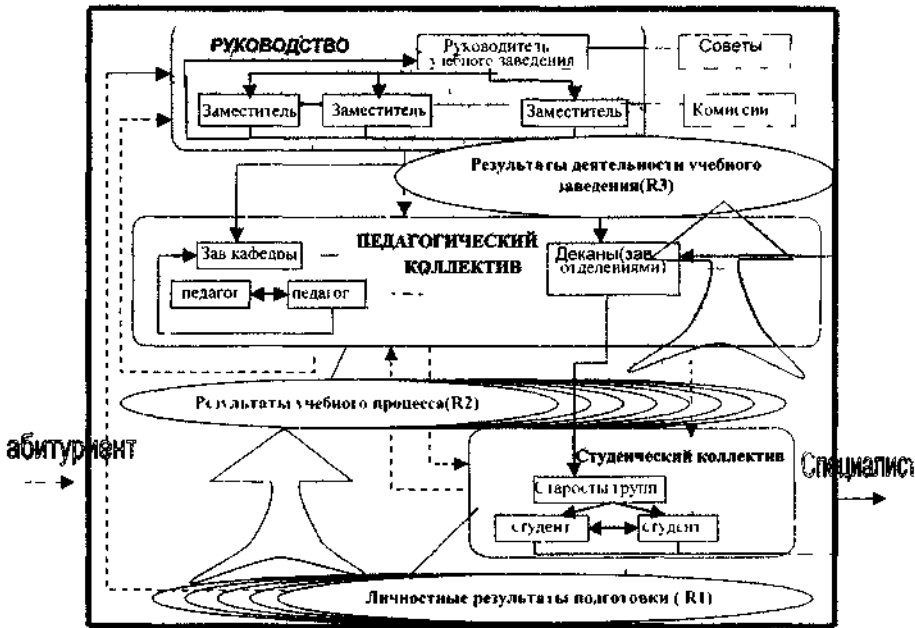 РУКОВОДСТВО
Руководитель
учебного заведения
Советы
Заместитель
Заместитель
Заместитель
Комиссии
Результаты деятельности учебного
заведения(R3)
ПЕДАГОГИЧЕСКИЙ
КОЛЛЕКТИВ
Зав кафедры
Деканы(зав.
отделениями)
педагог
педагог
Результаты учебного процесса(R2)
абитуриент
Студенческий коллектив
Специалист
Старосты групп
студент
студент
Личностные результаты подготовки ( R1)